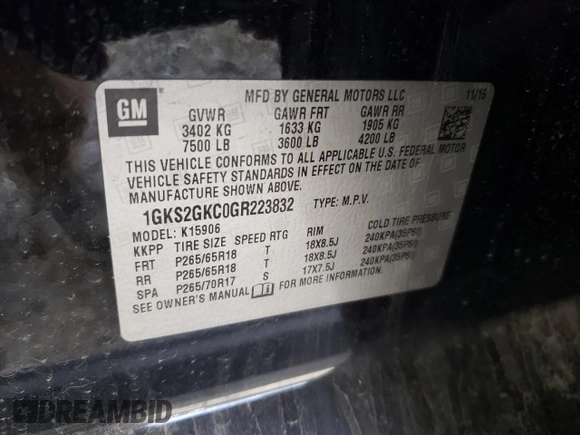 GM
MFD BY GENERAL MOTORS LLC 11/15
GVWR GAWR FRT GAWR RR
3402 KG 1633 KG 1905 KG
7500 LB 3600 LB 4200 LB
THIS VEHICLE CONFORMS TO ALL APPLICABLE U.S. FEDERAL MOTOR
VEHICLE SAFETY STANDARDS IN EFFECT ON THE DATE OF
MANUFACTURE SHOWN ABOVE.
1GKS2GKC0GR223832 TYPE: M.P.V.
MODEL: K15906
KKPP TIRE SIZE SPEED RIM COLD TIRE PRESSURE
FRT P265/65R18 T 18X8.5J 240KPA(35PSI)
RR P265/65R18 T 18X8.5J 240KPA(35PSI)
SPA P265/70R17 S 17X7.5J 240KPA(35PSI)
SEE OWNER'S MANUAL FOR MORE INFORMATION.
DREAMBID